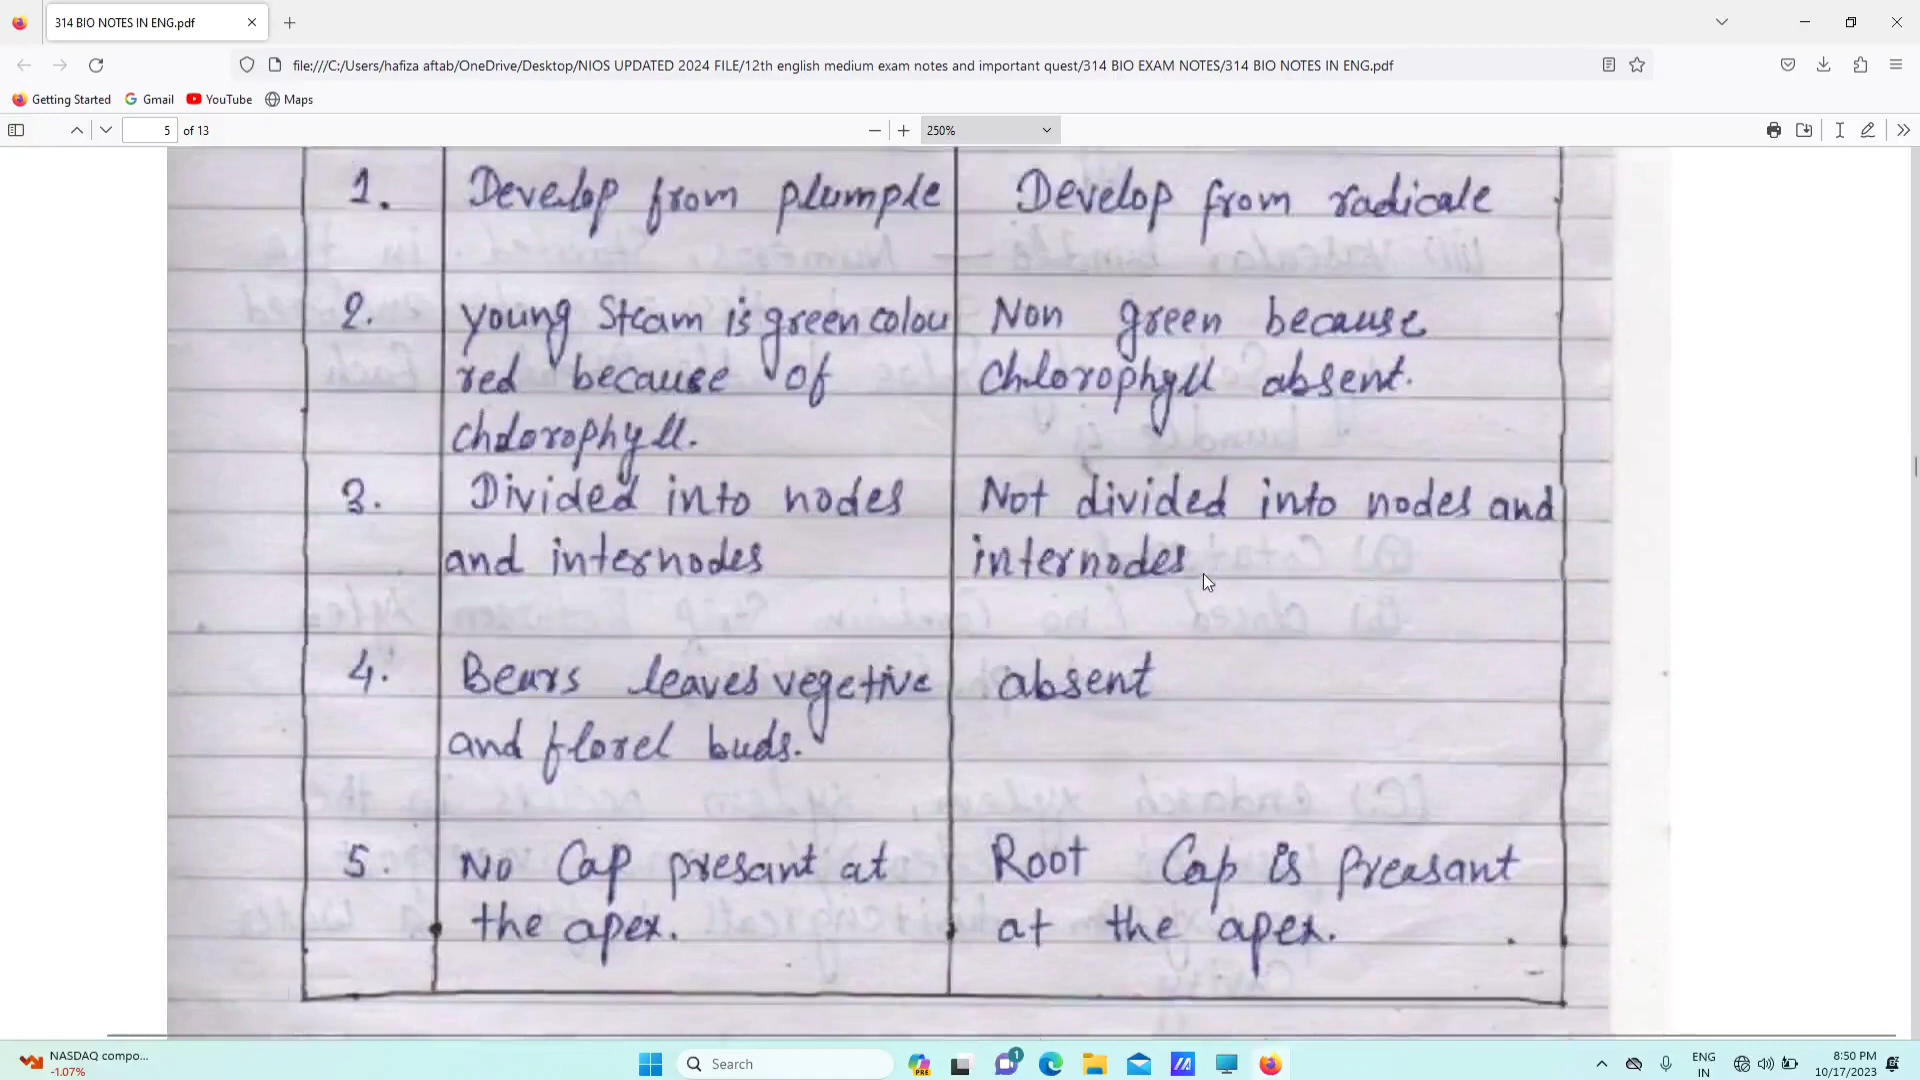 314 BIO NOTES IN ENG.pdf
file:///C:/Users/hafiza aftab/OneDrive/Desktop/NIOS UPDATED 2024 FILE/12th english medium exam notes and important quest/314 BIO EXAM NOTES/314 BIO NOTES IN ENG.pdf
Getting Started Gmail YouTube Maps
5 of 13 250%
1. Develop from plumple Develop from radicale
2. young Steam is green colou Non green because
red because of chlorophyll absent.
chlorophyll.
3. Divided into nodes Not divided into nodes and
and internodes internodes
4. Bears leaves vegetive absent
and florel buds.
5. No Cap presant at Root Cap is preasant
the apex. at the apex.
NASDAQ compo... Search ENG 8:50 PM
-1.07% 1 PRE IN 10/17/2023